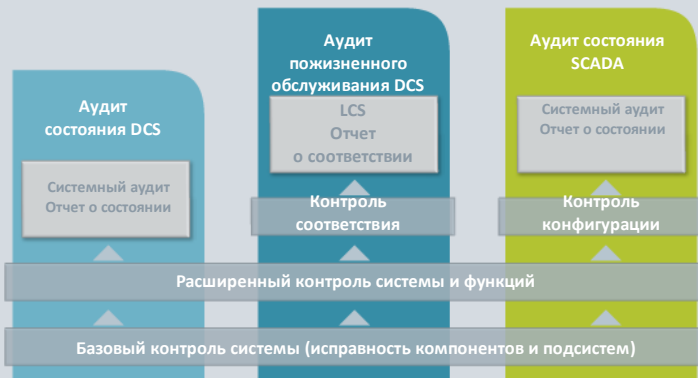 Аудит
состояния DCS
Системный аудит
Отчет о состоянии
Аудит
пожизненного
обслуживания DCS
LCS
Отчет
о соответствии
Контроль
соответствия
Аудит состояния
SCADA
Системный аудит
Отчет о состоянии
Контроль
конфигурации
Расширенный контроль системы и функций
Базовый контроль системы (исправность компонентов и подсистем)